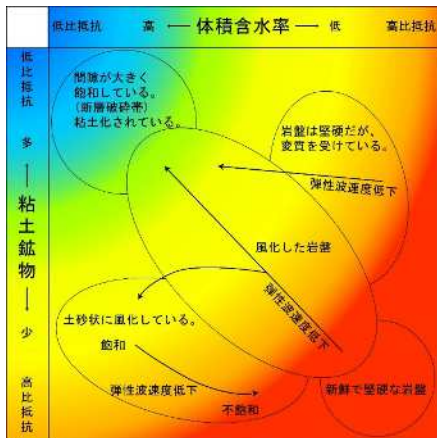 低比抵抗 高 ← 体積含水率 → 低 高比抵抗
低比抵抗 多 ← 粘土鉱物 → 少 高比抵抗
間隙が大きく
飽和している。
(断層破砕帯)
粘土化されている。
岩盤は堅硬だが、
変質を受けている。
弾性波速度低下
風化した岩盤
弾性波速度低下
土砂状に風化している。
飽和
弾性波速度低下
不飽和
新鮮で堅硬な岩盤